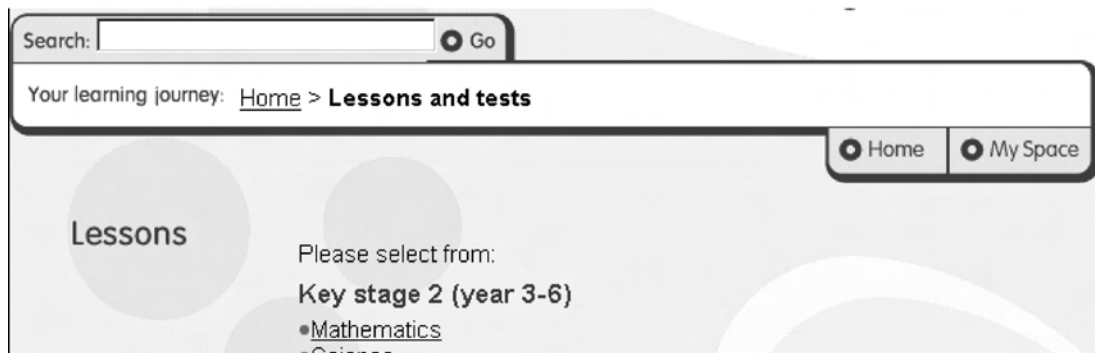 Search: Go
Your learning journey: Home > Lessons and tests
Home My Space
Lessons
Please select from:
Key stage 2 (year 3-6)
•Mathematics
•Science